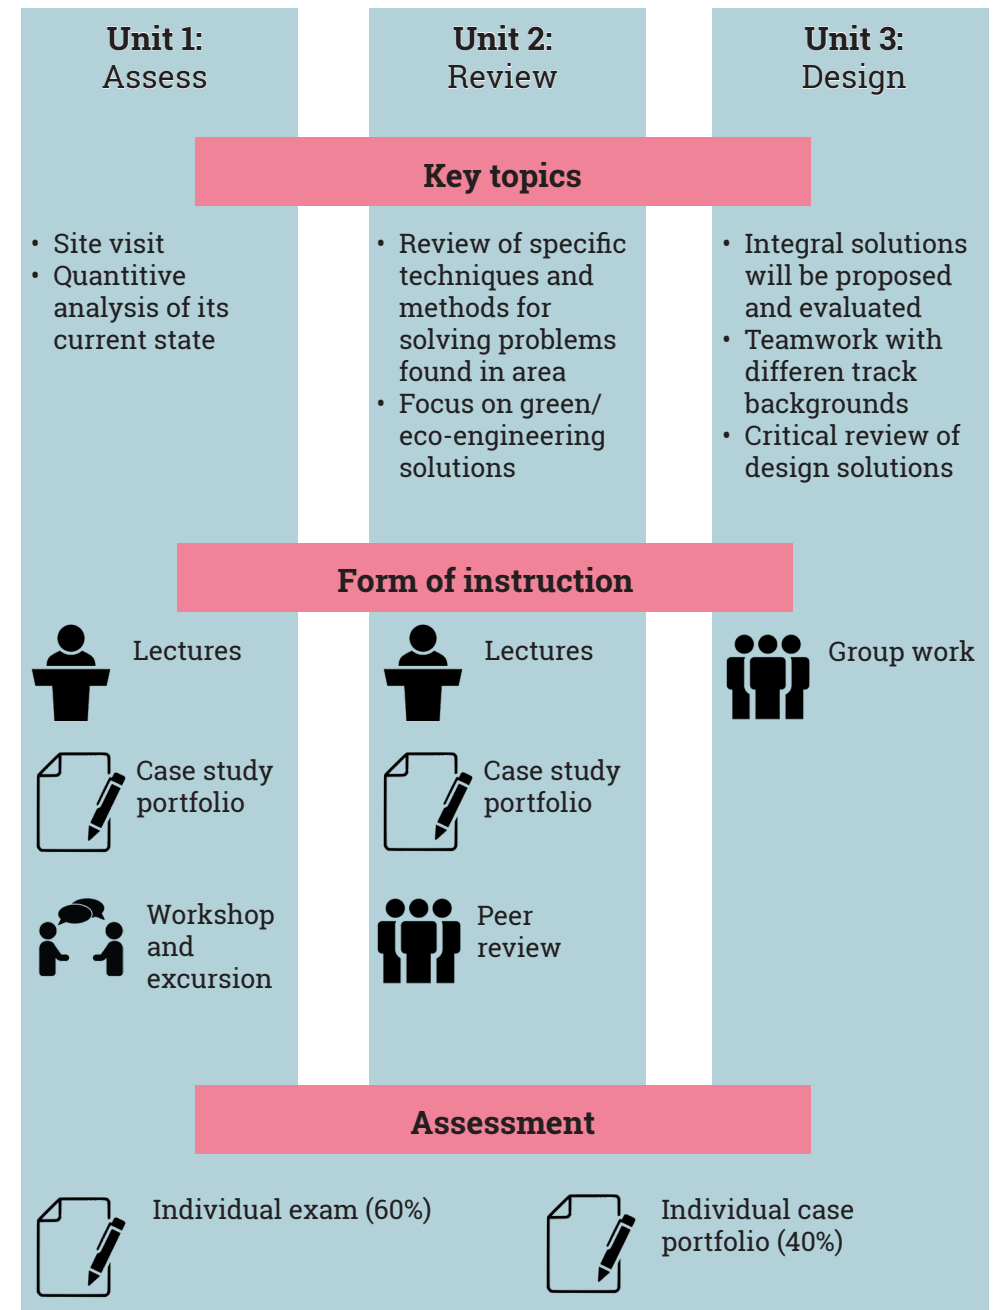 Unit 1:
Assess
Unit 2:
Review
Unit 3:
Design
Key topics
• Site visit
• Quantitive
analysis of its
current state
• Review of specific
techniques and
methods for
solving problems
found in area
• Focus on green/
eco-engineering
solutions
• Integral solutions
will be proposed
and evaluated
• Teamwork with
differen track
backgrounds
• Critical review of
design solutions
Form of instruction
Lectures
Case study
portfolio
Workshop
and
excursion
Lectures
Case study
portfolio
Peer
review
Group work
Assessment
Individual exam (60%)
Individual case
portfolio (40%)